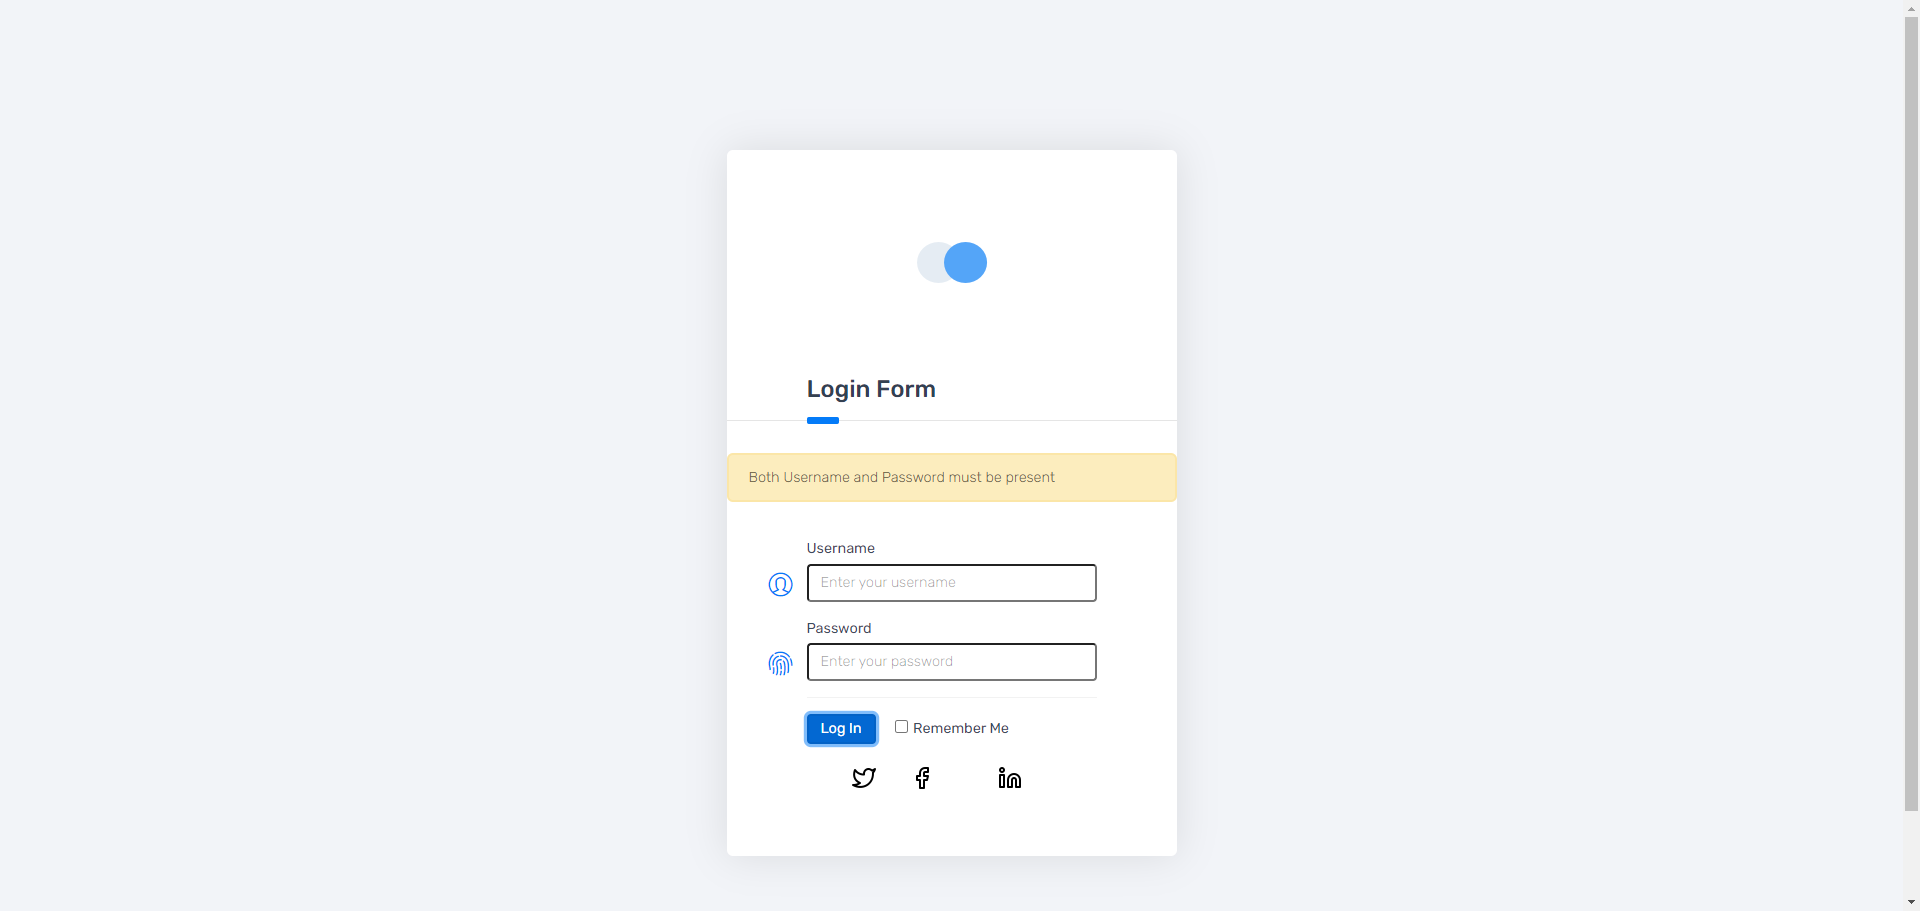 Login Form
Both Username and Password must be present
Username
Enter your username
Password
Enter your password
Log In Remember Me